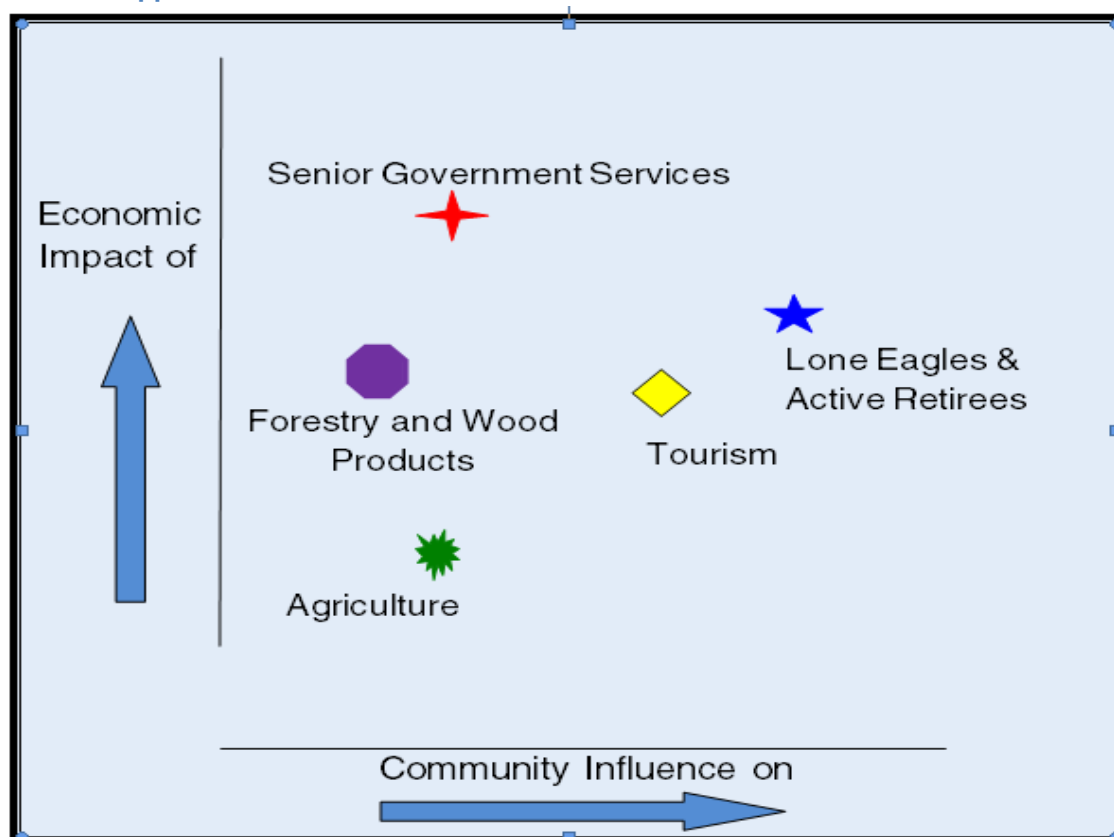 Senior Government Services
Economic
Impact of
Lone Eagles &
Active Retirees
Forestry and Wood
Products
Tourism
Agriculture
Community Influence on